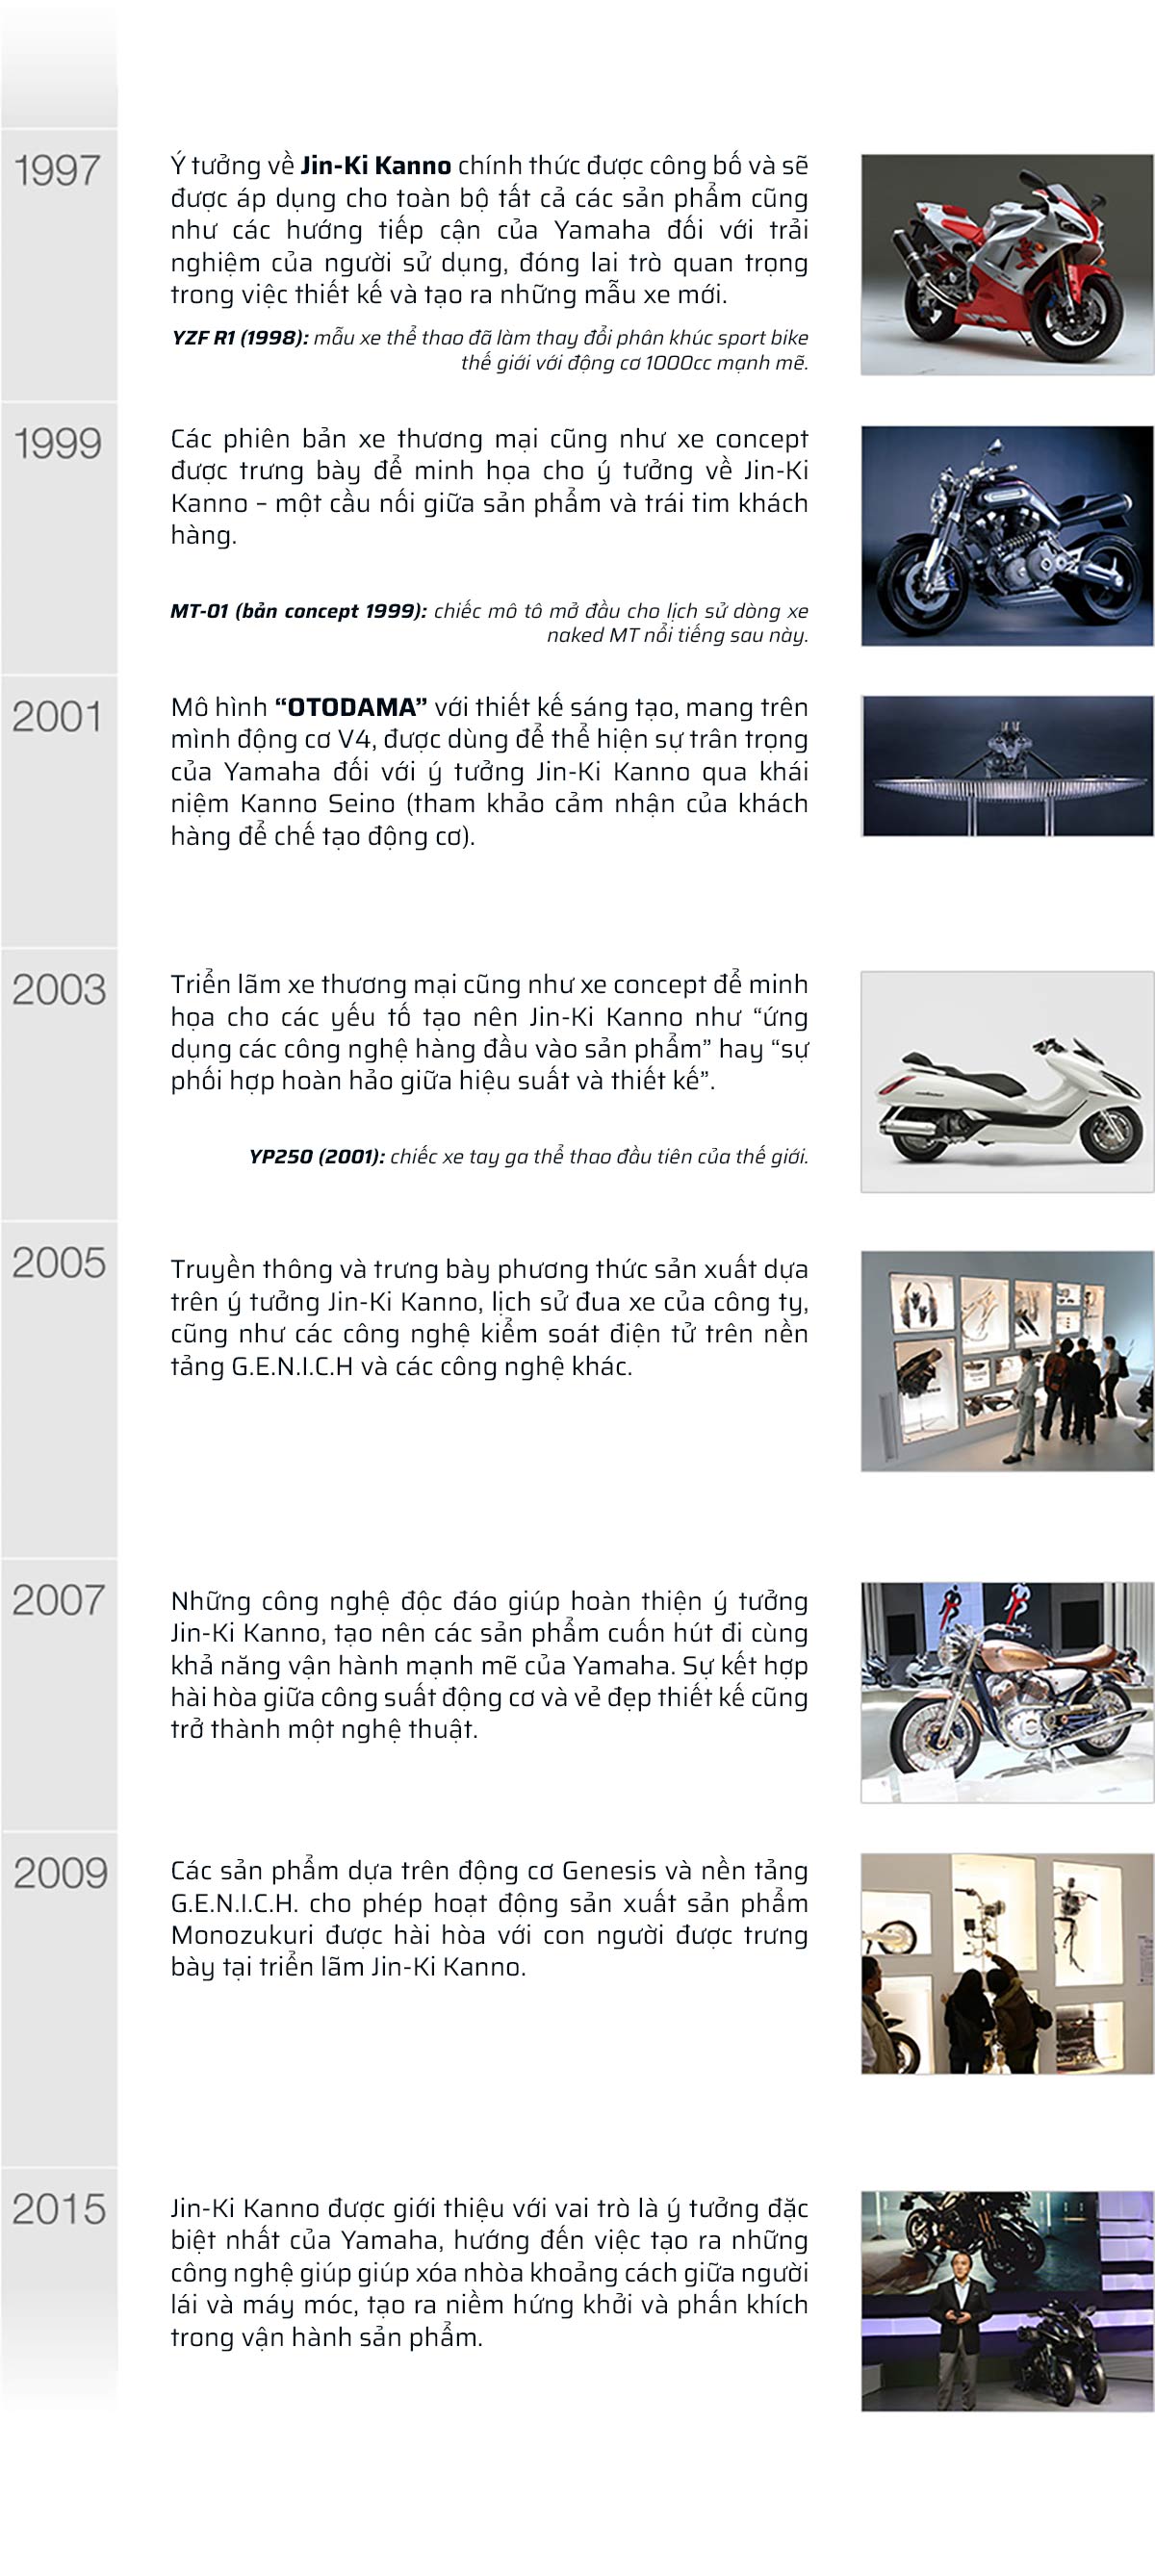 1997
Ý tưởng về Jin-Ki Kanno chính thức được công bố và sẽ
được áp dụng cho toàn bộ tất cả các sản phẩm cũng
như các hướng tiếp cận của Yamaha đối với trải
nghiệm của người sử dụng, đóng lai trò quan trọng
trong việc thiết kế và tạo ra những mẫu xe mới.
YZF R1 (1998): mẫu xe thể thao đã làm thay đổi phân khúc sport bike
thế giới với động cơ 1000cc mạnh mẽ.
1999
Các phiên bản xe thương mại cũng như xe concept
được trưng bày để minh họa cho ý tưởng về Jin-Ki
Kanno – một cầu nối giữa sản phẩm và trái tim khách
hàng.
MT-01 (bản concept 1999): chiếc mô tô mở đầu cho lịch sử dòng xe
naked MT nổi tiếng sau này.
2001
Mô hình “OTODAMA” với thiết kế sáng tạo, mang trên
mình động cơ V4, được dùng để thể hiện sự trân trọng
của Yamaha đối với ý tưởng Jin-Ki Kanno qua khái
niệm Kanno Seino (tham khảo cảm nhận của khách
hàng để chế tạo động cơ).
2003
Triển lãm xe thương mại cũng như xe concept để minh
họa cho các yếu tố tạo nên Jin-Ki Kanno như “ứng
dụng các công nghệ hàng đầu vào sản phẩm” hay “sự
phối hợp hoàn hảo giữa hiệu suất và thiết kế”.
YP250 (2001): chiếc xe tay ga thể thao đầu tiên của thế giới.
2005
Truyền thông và trưng bày phương thức sản xuất dựa
trên ý tưởng Jin-Ki Kanno, lịch sử đua xe của công ty,
cũng như các công nghệ kiểm soát điện tử trên nền
tảng G.E.N.I.C.H và các công nghệ khác.
2007
Những công nghệ độc đáo giúp hoàn thiện ý tưởng
Jin-Ki Kanno, tạo nên các sản phẩm cuốn hút đi cùng
khả năng vận hành mạnh mẽ của Yamaha. Sự kết hợp
hài hòa giữa công suất động cơ và vẻ đẹp thiết kế cũng
trở thành một nghệ thuật.
2009
Các sản phẩm dựa trên động cơ Genesis và nền tảng
G.E.N.I.C.H. cho phép hoạt động sản xuất sản phẩm
Monozukuri được hài hòa với con người được trưng
bày tại triển lãm Jin-Ki Kanno.
2015
Jin-Ki Kanno được giới thiệu với vai trò là ý tưởng đặc
biệt nhất của Yamaha, hướng đến việc tạo ra những
công nghệ giúp giúp xóa nhòa khoảng cách giữa người
lái và máy móc, tạo ra niềm hứng khởi và phấn khích
trong vận hành sản phẩm.